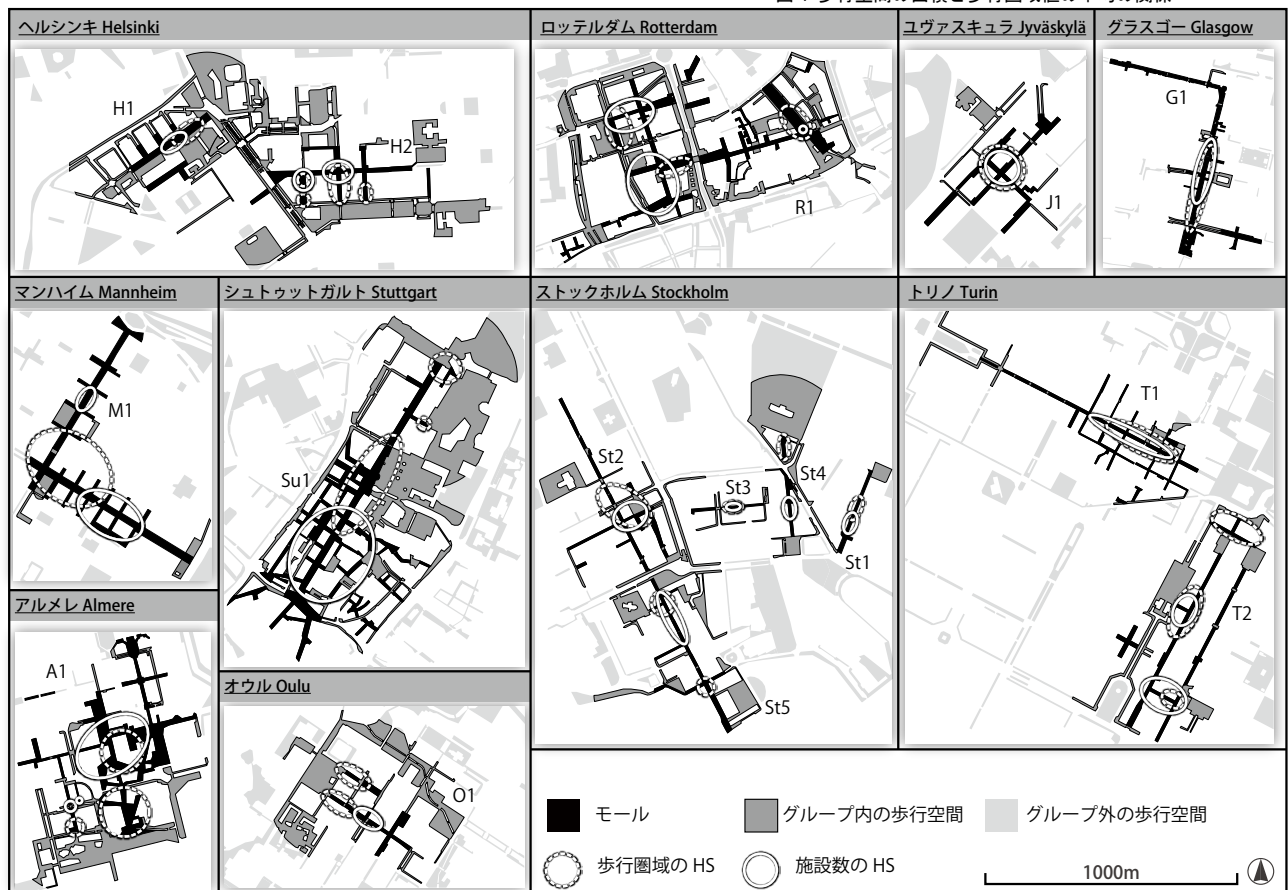 ヘルシンキ Helsinki
H1
H2
ロッテルダム Rotterdam
R1
ユヴァスキュラ Jyväskylä
J1
グラスゴー Glasgow
G1
マンハイム Mannheim
M1
シュトゥットガルト Stuttgart
Su1
ストックホルム Stockholm
St2
St3
St4
St1
St5
トリノ Turin
T1
T2
アルメレ Almere
A1
オウル Oulu
O1
モール
グループ内の歩行空間
グループ外の歩行空間
歩行圏域の HS
施設数の HS
1000m